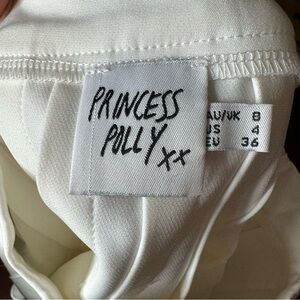 PRINCESS
POLLY xx
AU/UK 8
US 4
EU 36